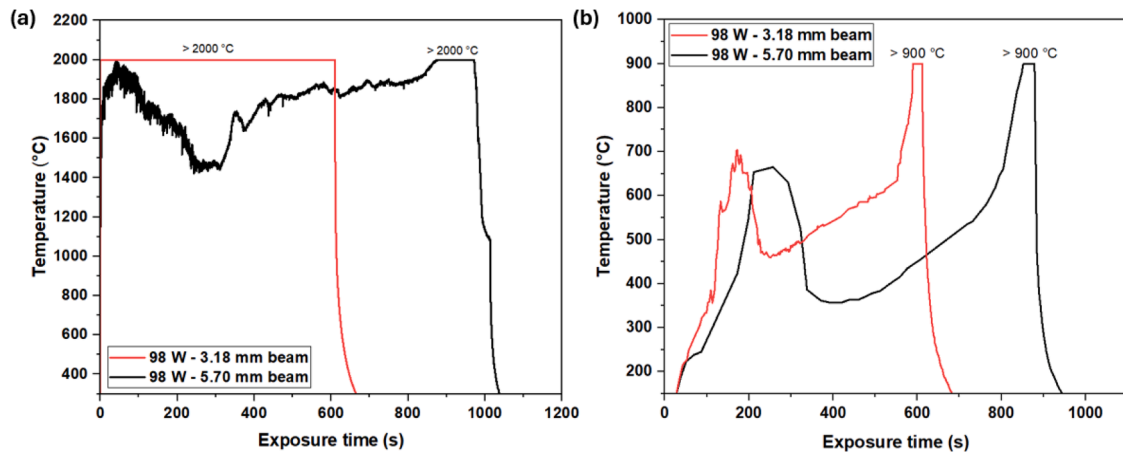 (a)
2200
2000
1800
1600
1400
1200
1000
800
600
400
Temperature (°C)
> 2000 °C
> 2000 °C
98 W - 3.18 mm beam
98 W - 5.70 mm beam
0
200
400
600
800
1000
1200
Exposure time (s)
(b)
1000
900
800
700
600
500
400
300
200
Temperature (°C)
98 W - 3.18 mm beam
98 W - 5.70 mm beam
> 900 °C
> 900 °C
0
200
400
600
800
1000
Exposure time (s)